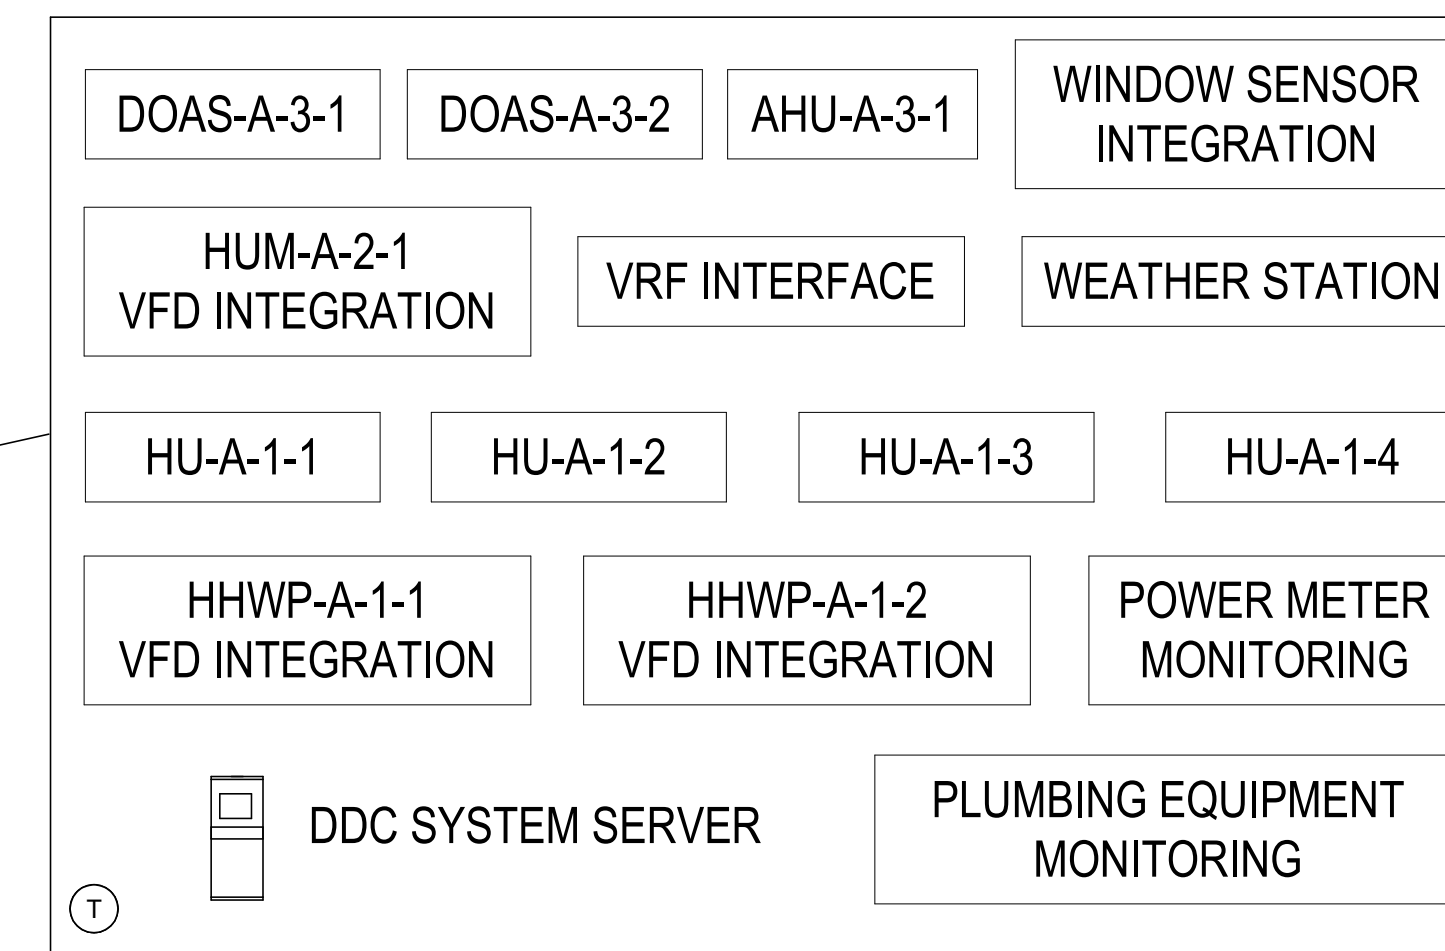 DOAS-A-3-1
DOAS-A-3-2
AHU-A-3-1
WINDOW SENSOR
INTEGRATION
HUM-A-2-1
VFD INTEGRATION
VRF INTERFACE
WEATHER STATION
HU-A-1-1
HU-A-1-2
HU-A-1-3
HU-A-1-4
HHWP-A-1-1
VFD INTEGRATION
HHWP-A-1-2
VFD INTEGRATION
POWER METER
MONITORING
DDC SYSTEM SERVER
PLUMBING EQUIPMENT
MONITORING
T